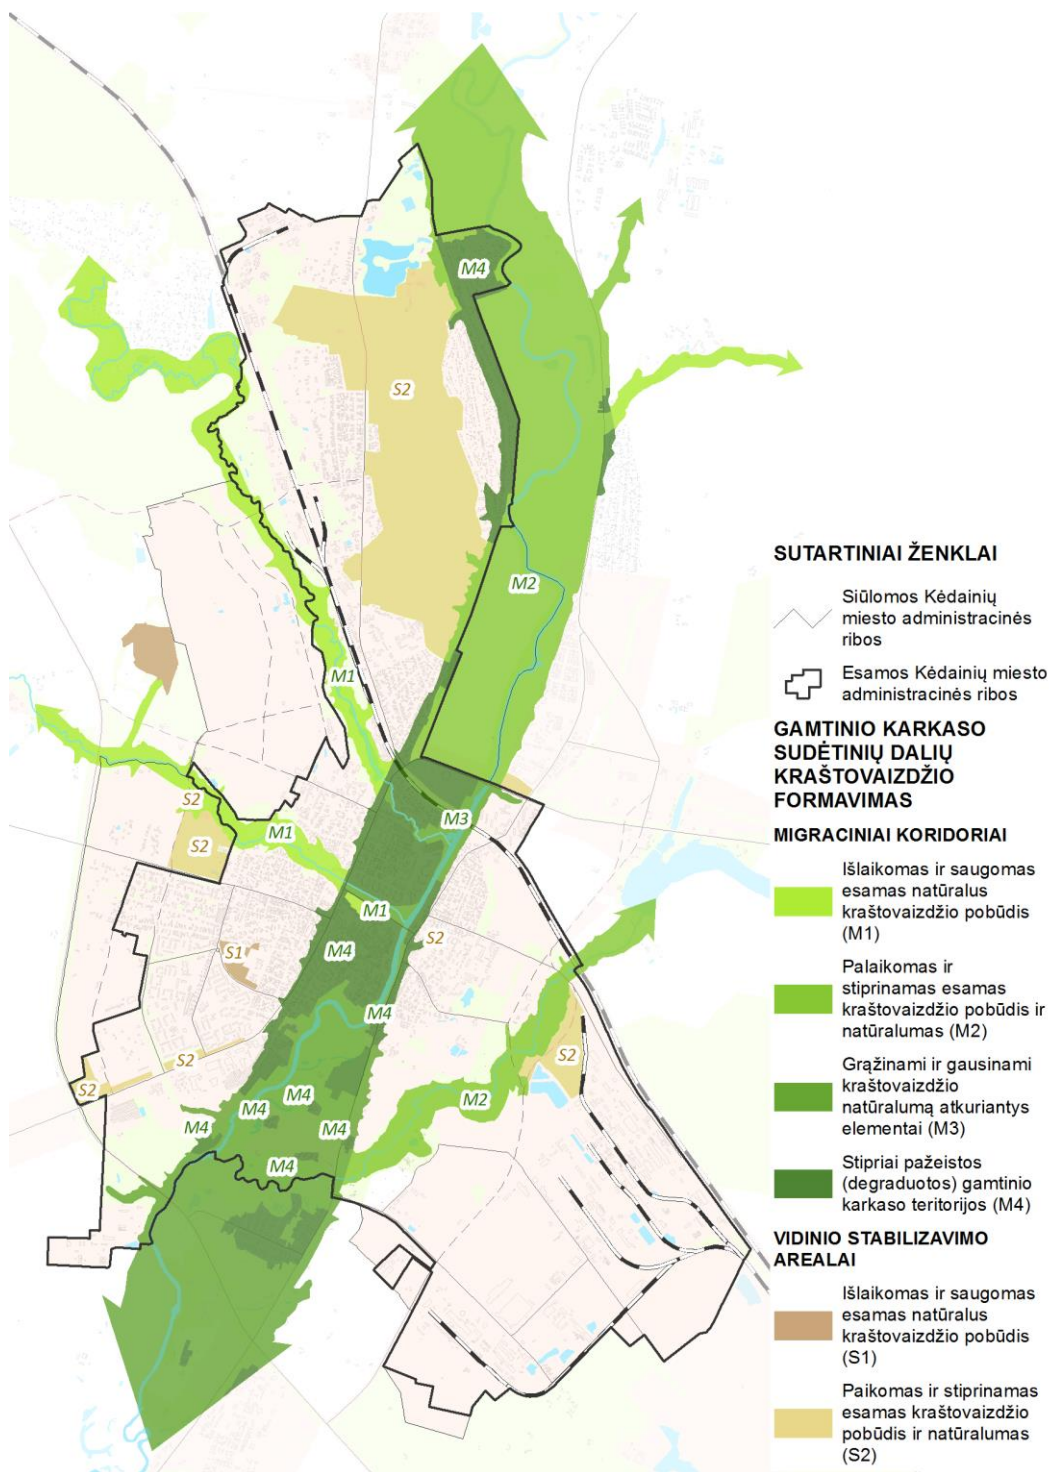 M4
S2
M2
M1
S2
M3
M1
S2
M1
S2
S1
M4
M4
S2
S2
S2
M4
M2
M4
M4
M4
M4
SUTARTINIAI ŽENKLAI
Siūlomos Kėdainių
miesto administracinės
ribos
Esamos Kėdainių miesto
administracinės ribos
GAMTINIO KARKASO
SUDĖTINIŲ DALIŲ
KRAŠTOVAIZDŽIO
FORMAVIMAS
MIGRACINIAI KORIDORIAI
Išlaikomas ir saugomas
esamas natūralus
kraštovaizdžio pobūdis
(M1)
Palaikomas ir
stiprinamas esamas
kraštovaizdžio pobūdis ir
natūralumas (M2)
Grąžinami ir gausinami
kraštovaizdžio
natūralumą atkuriantys
elementai (M3)
Stipriai pažeistos
(degraduotos) gamtinio
karkaso teritorijos (M4)
VIDINIO STABILIZAVIMO
AREALAI
Išlaikomas ir saugomas
esamas natūralus
kraštovaizdžio pobūdis
(S1)
Paikomas ir stiprinamas
esamas kraštovaizdžio
pobūdis ir natūralumas
(S2)